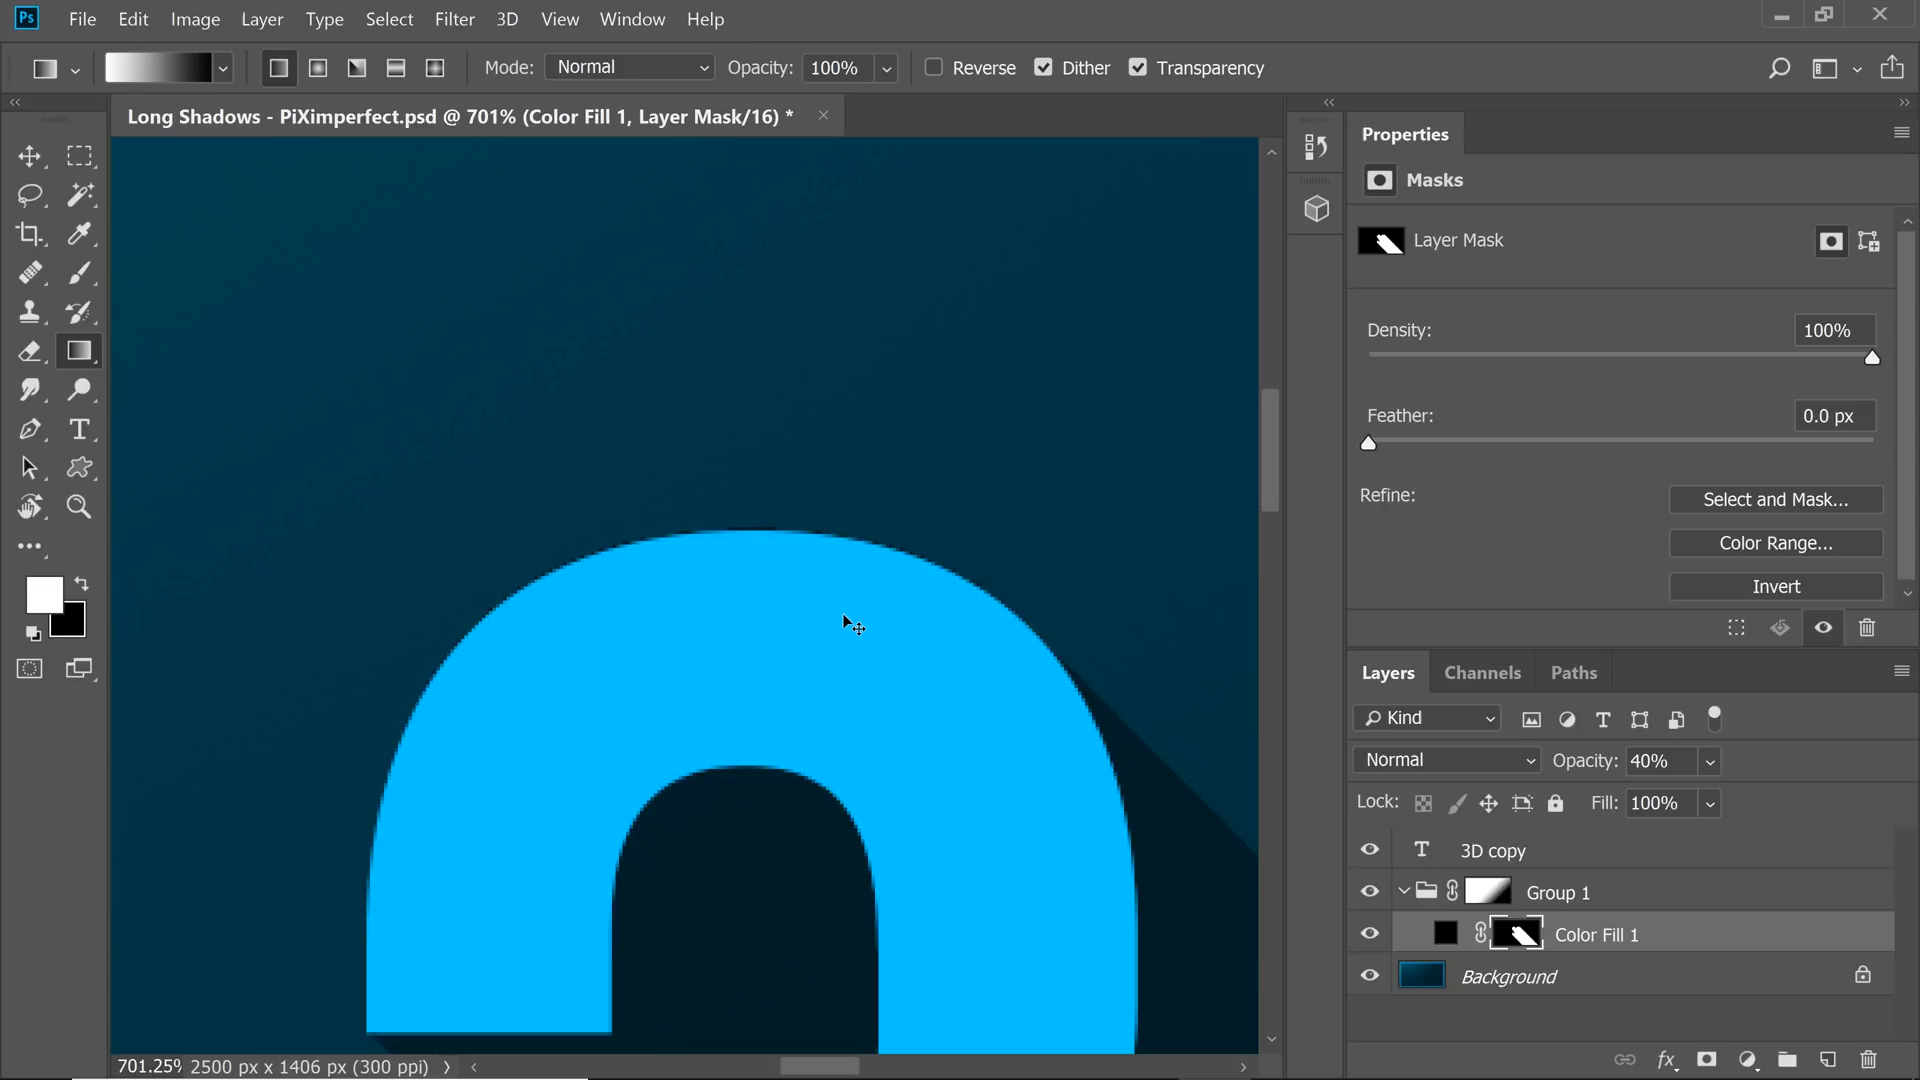 Ps File Edit Image Layer Type Select Filter 3D View Window Help
Mode: Normal Opacity: 100% Reverse Dither Transparency
Long Shadows - PiXimperfect.psd @ 701% (Color Fill 1, Layer Mask/16) *
Properties
Masks
Layer Mask
Density: 100%
Feather: 0.0 px
Refine: Select and Mask...
Color Range...
Invert
Layers Channels Paths
Kind
Normal Opacity: 40%
Lock: Fill: 100%
T 3D copy
Group 1
Color Fill 1
Background
701.25% 2500 px x 1406 px (300 ppi)